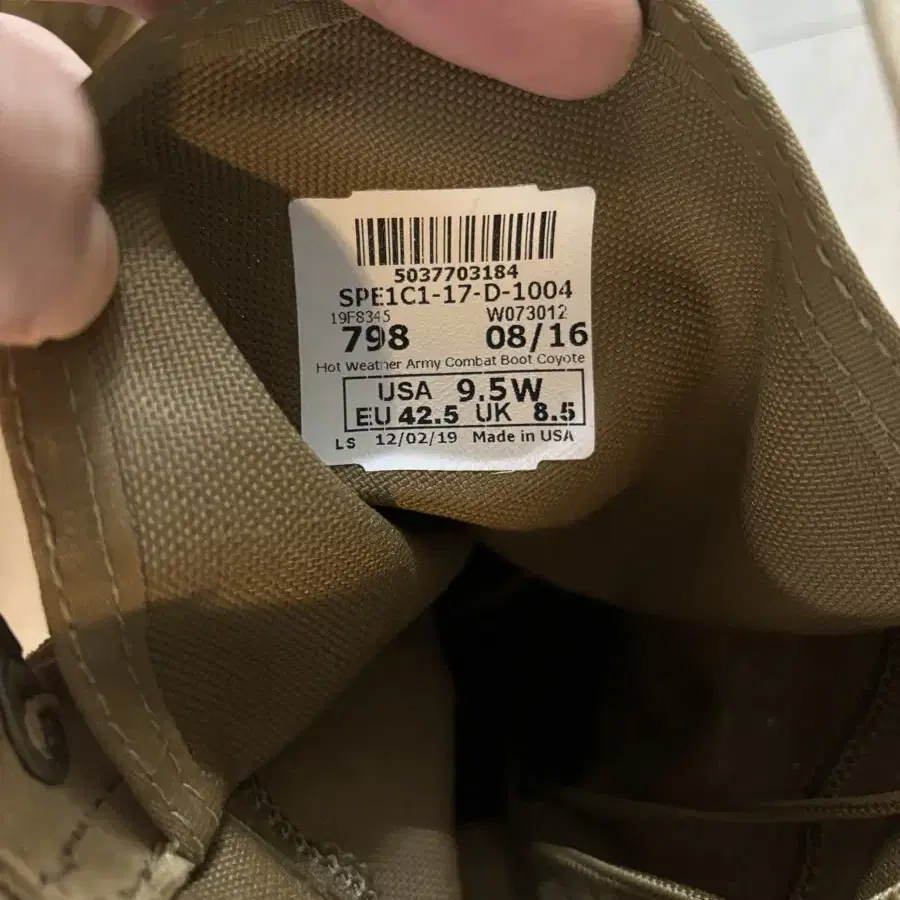 5037703184
SPE1C1-17-D-1004
19F8345 W073012
798 08/16
Hot Weather Army Combat Boot Coyote
USA 9.5W
EU 42.5 UK 8.5
LS 12/02/19 Made in USA